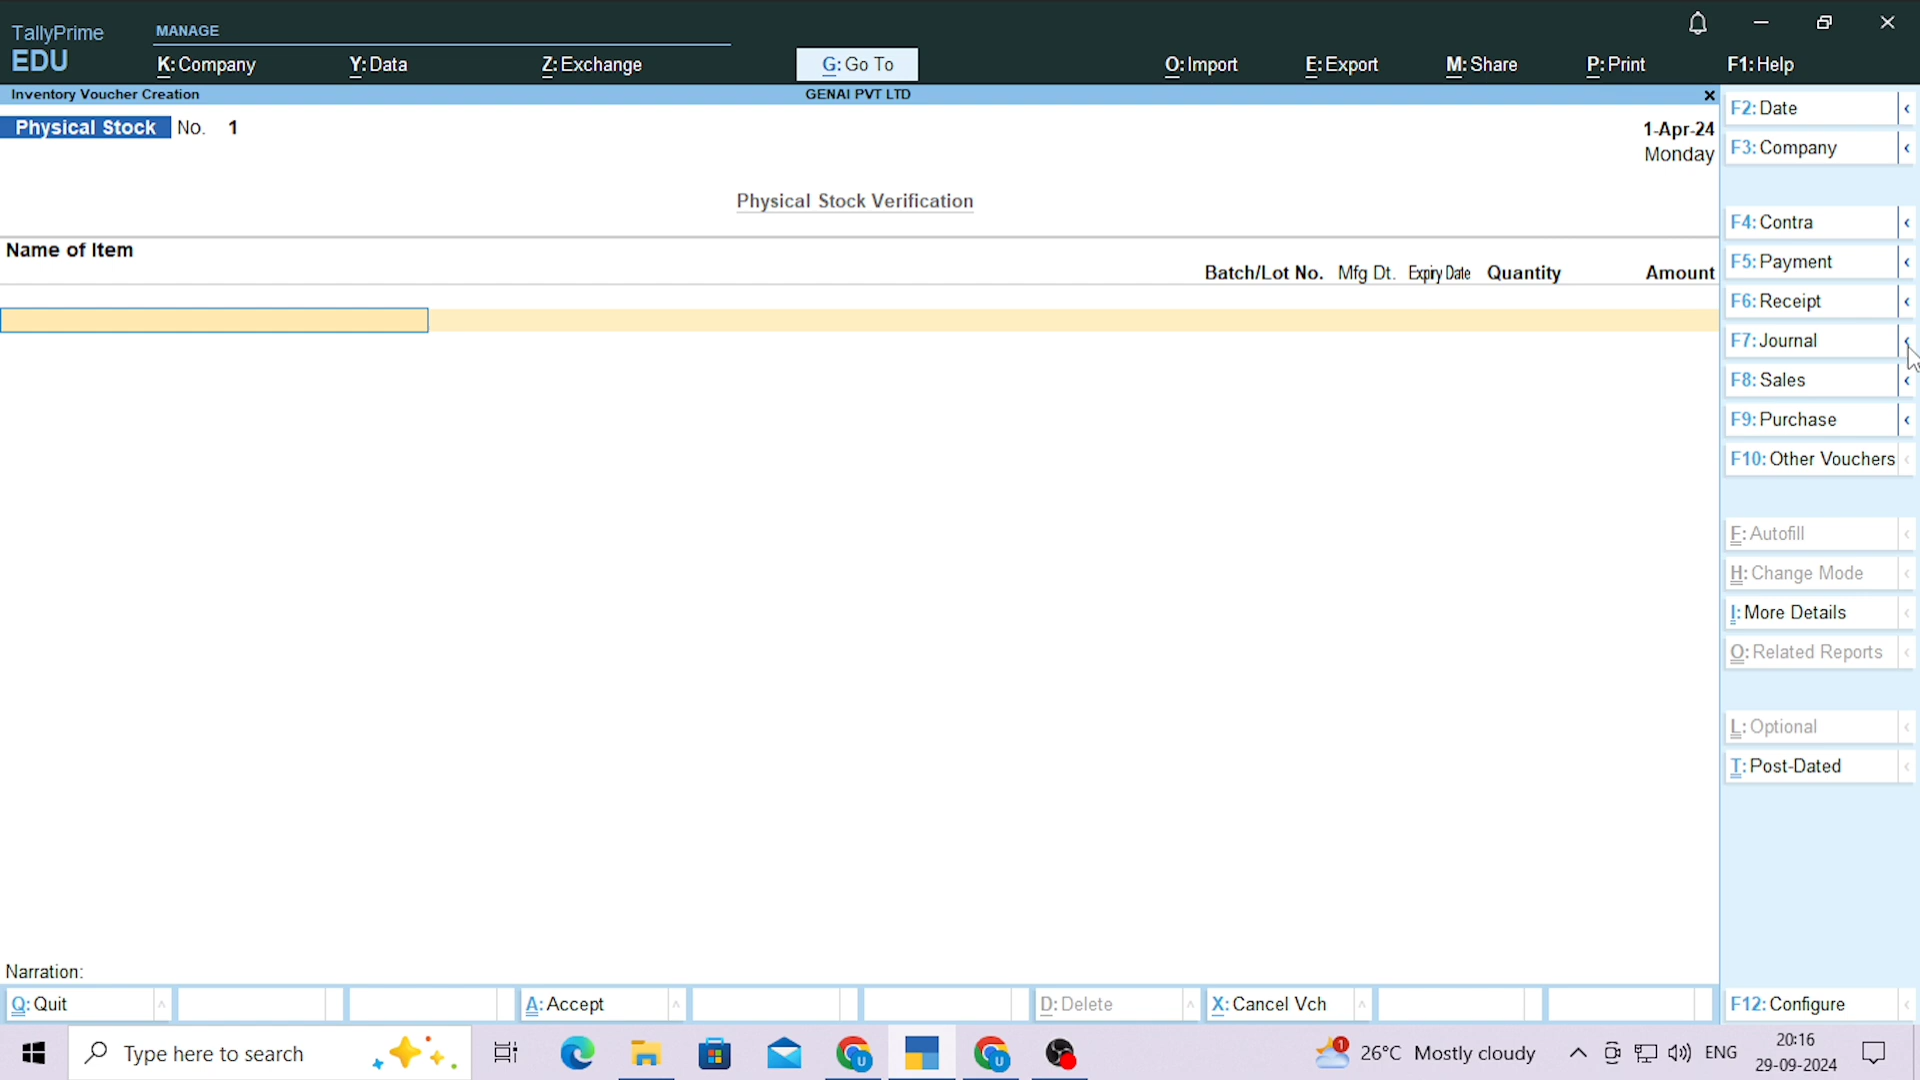 TallyPrime
EDU
MANAGE
K: Company
Y: Data
Z: Exchange
G: Go To
O: Import
E: Export
M: Share
P: Print
F1: Help
Inventory Voucher Creation
GENAI PVT LTD
Physical Stock No. 1
1-Apr-24
Monday
Physical Stock Verification
Name of Item
Batch/Lot No. Mfg Dt. Expiry Date Quantity Amount
Narration:
F2: Date
F3: Company
F4: Contra
F5: Payment
F6: Receipt
F7: Journal
F8: Sales
F9: Purchase
F10: Other Vouchers
F: Autofill
H: Change Mode
I: More Details
O: Related Reports
L: Optional
T: Post-Dated
F12: Configure
Q: Quit
A: Accept
D: Delete
X: Cancel Vch
Type here to search
1
26°C Mostly cloudy
ENG
20:16
29-09-2024